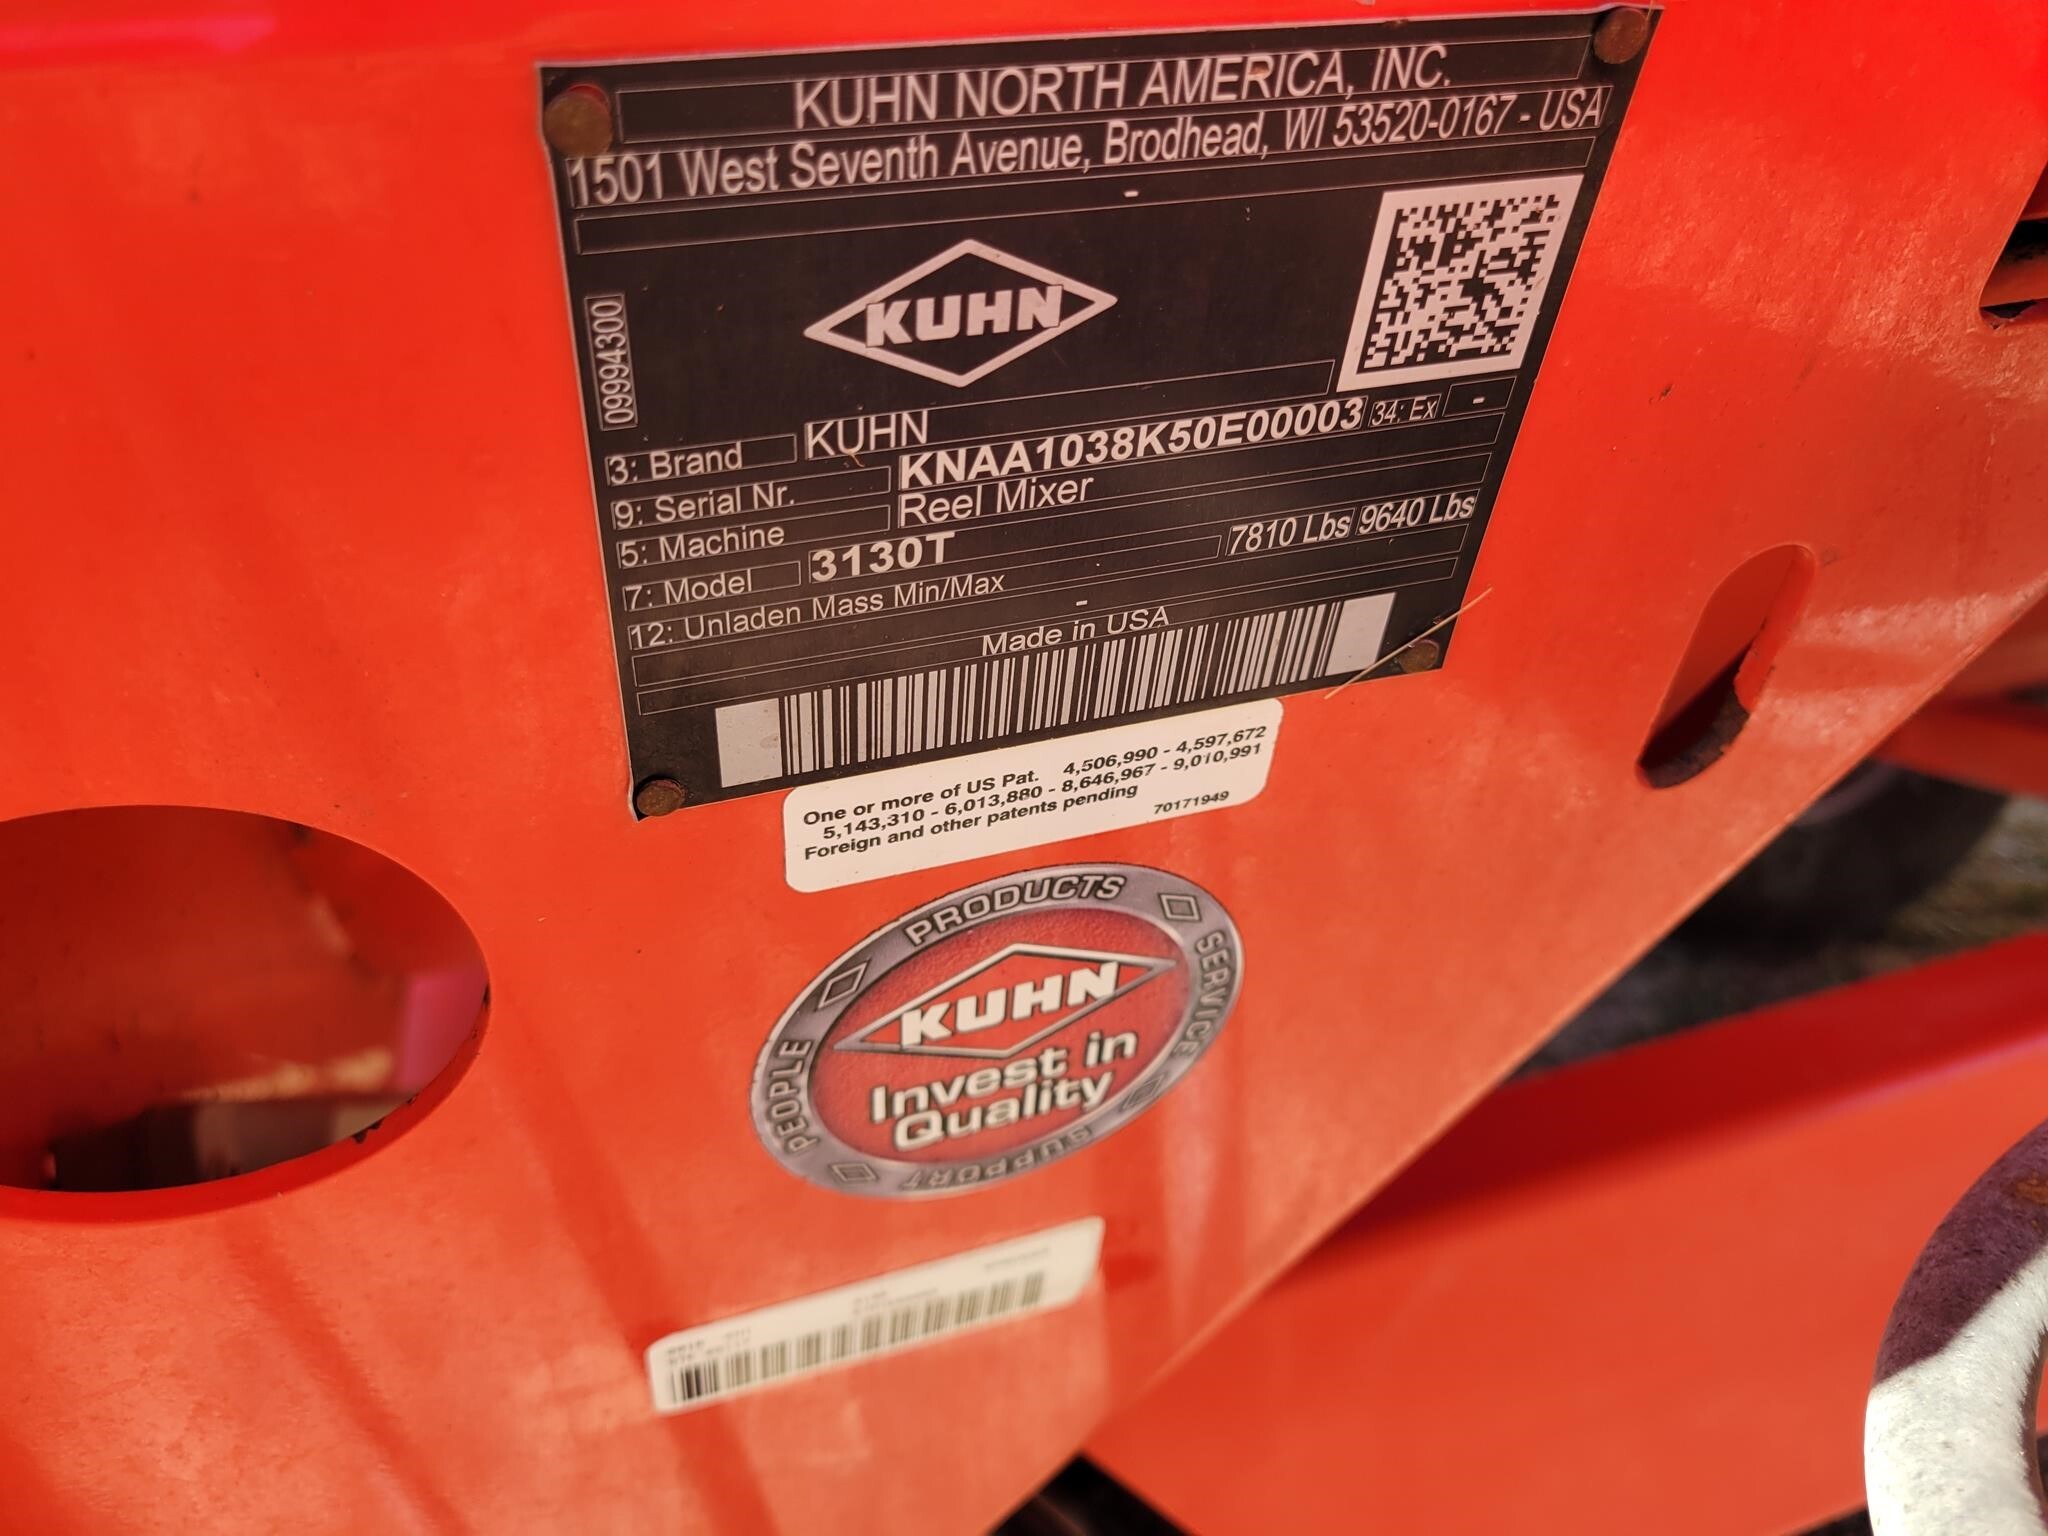 KUHN NORTH AMERICA, INC.
1501 West Seventh Avenue, Brodhead, WI 53520-0167 - USA
-
KUHN
09994300
3: Brand KUHN
9: Serial Nr. KNAA1038K50E00003 34: Ex -
5: Machine Reel Mixer
7: Model 3130T
12: Unladen Mass Min/Max 7810 Lbs 9640 Lbs
-
Made in USA
One or more of US Pat. 4,506,990 - 4,597,672
5,143,310 - 6,013,880 - 8,646,967 - 9,010,991
Foreign and other patents pending 70171949
PRODUCTS
SERVICE
SUPPORT
PEOPLE
KUHN
Invest in
Quality